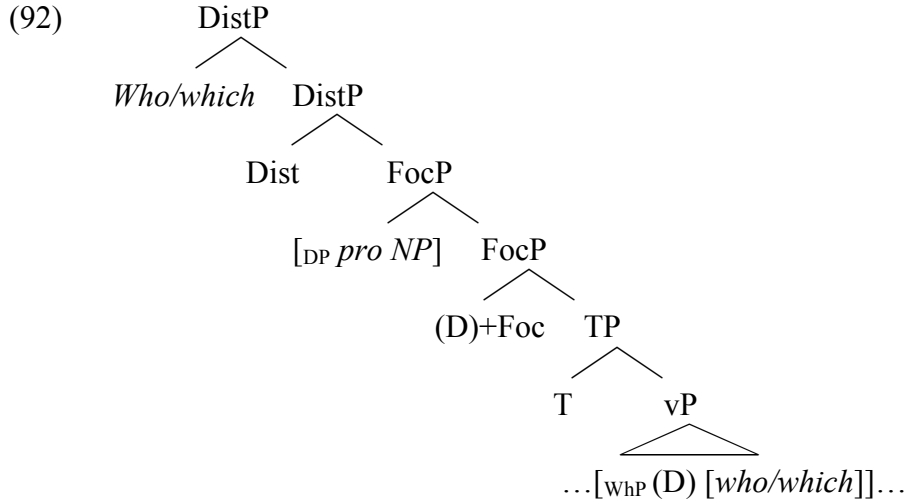 (92) DistP
Who/which DistP
Dist FocP
[DP pro NP] FocP
(D)+Foc TP
T vP
…[WhP (D) [who/which]]…